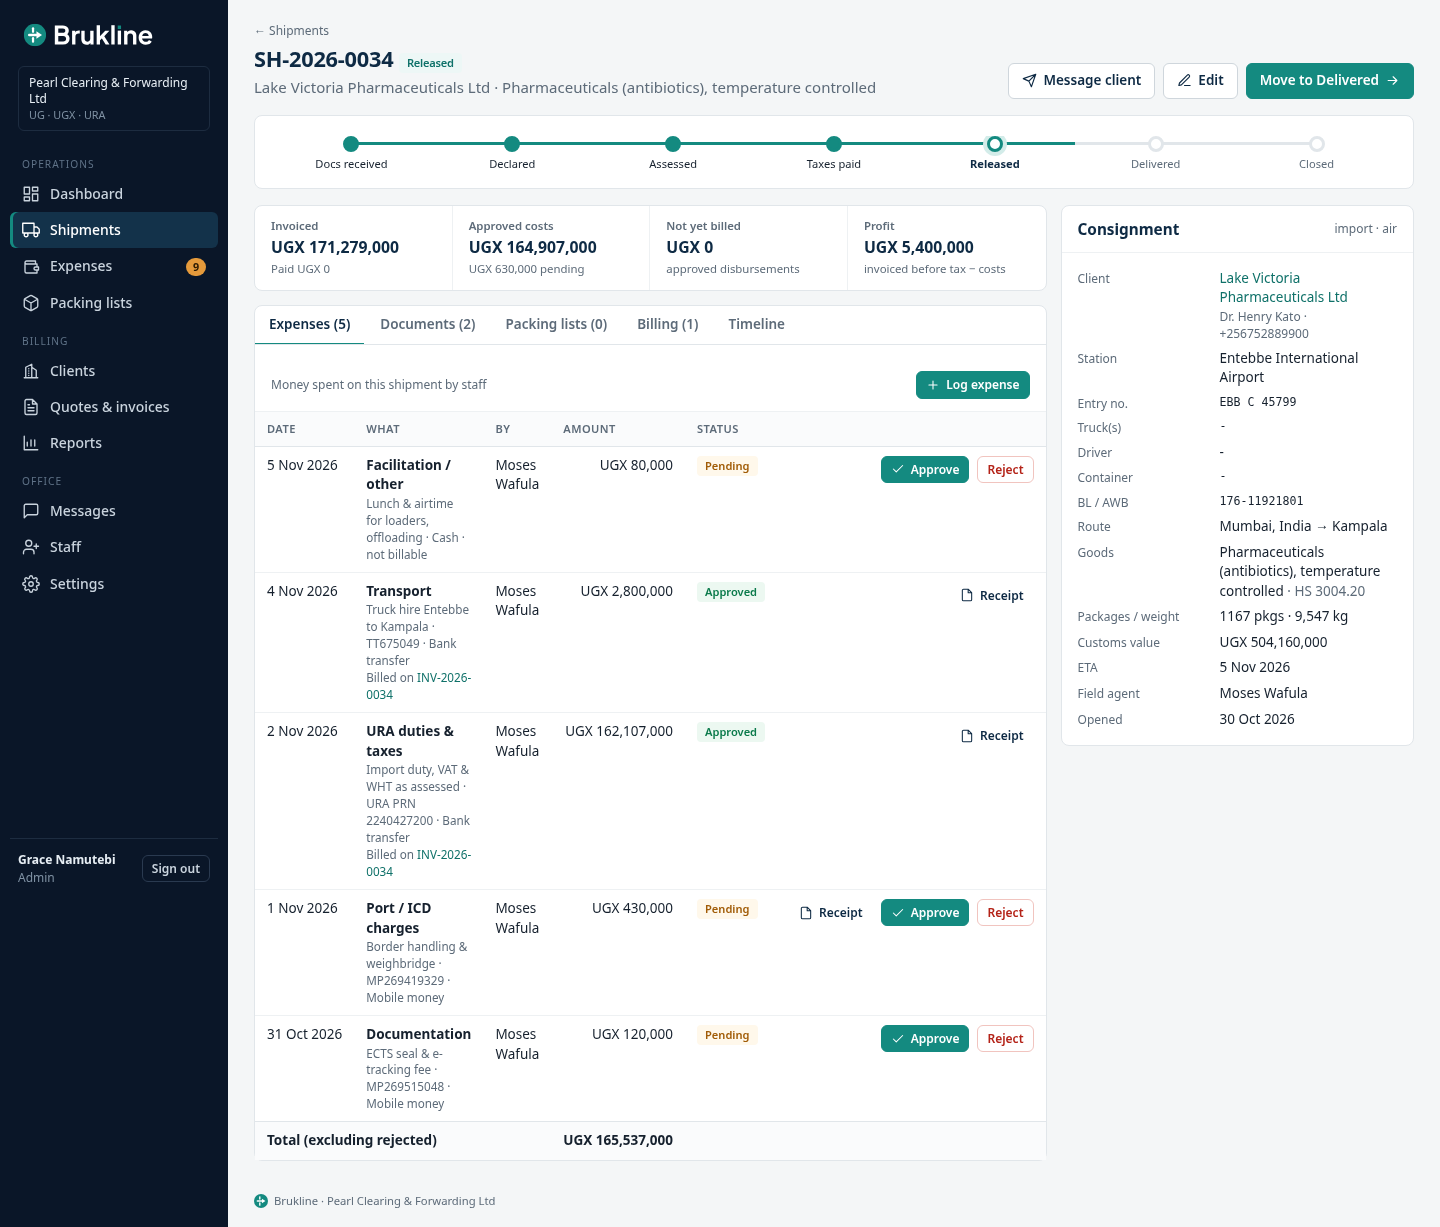 Brukline
Pearl Clearing & Forwarding
Ltd
UG · UGX · URA
OPERATIONS
Dashboard
Shipments
Expenses 9
Packing lists
BILLING
Clients
Quotes & invoices
Reports
OFFICE
Messages
Staff
Settings
Grace Namutebi
Admin
Sign out
← Shipments
SH-2026-0034 Released
Lake Victoria Pharmaceuticals Ltd · Pharmaceuticals (antibiotics), temperature controlled
Message client
Edit
Move to Delivered →
Docs received
Declared
Assessed
Taxes paid
Released
Delivered
Closed
Invoiced
UGX 171,279,000
Paid UGX 0
Approved costs
UGX 164,907,000
UGX 630,000 pending
Not yet billed
UGX 0
approved disbursements
Profit
UGX 5,400,000
invoiced before tax − costs
Expenses (5)
Documents (2)
Packing lists (0)
Billing (1)
Timeline
Money spent on this shipment by staff
+ Log expense
DATE WHAT BY AMOUNT STATUS
5 Nov 2026
Facilitation /
other
Lunch & airtime
for loaders,
offloading · Cash ·
not billable
Moses
Wafula
UGX 80,000
Pending
Approve
Reject
4 Nov 2026
Transport
Truck hire Entebbe
to Kampala ·
TT675049 · Bank
transfer
Billed on INV-2026-
0034
Moses
Wafula
UGX 2,800,000
Approved
Receipt
2 Nov 2026
URA duties &
taxes
Import duty, VAT &
WHT as assessed ·
URA PRN
2240427200 · Bank
transfer
Billed on INV-2026-
0034
Moses
Wafula
UGX 162,107,000
Approved
Receipt
1 Nov 2026
Port / ICD
charges
Border handling &
weighbridge ·
MP269419329 ·
Mobile money
Moses
Wafula
UGX 430,000
Pending
Receipt
Approve
Reject
31 Oct 2026
Documentation
ECTS seal & e-
tracking fee ·
MP269515048 ·
Mobile money
Moses
Wafula
UGX 120,000
Pending
Approve
Reject
Total (excluding rejected) UGX 165,537,000
Consignment
import · air
Client
Lake Victoria
Pharmaceuticals Ltd
Dr. Henry Kato ·
+256752889900
Station
Entebbe International
Airport
Entry no. EBB C 45799
Truck(s) -
Driver -
Container -
BL / AWB 176-11921801
Route Mumbai, India → Kampala
Goods
Pharmaceuticals
(antibiotics), temperature
controlled · HS 3004.20
Packages / weight 1167 pkgs · 9,547 kg
Customs value UGX 504,160,000
ETA 5 Nov 2026
Field agent Moses Wafula
Opened 30 Oct 2026
Brukline · Pearl Clearing & Forwarding Ltd